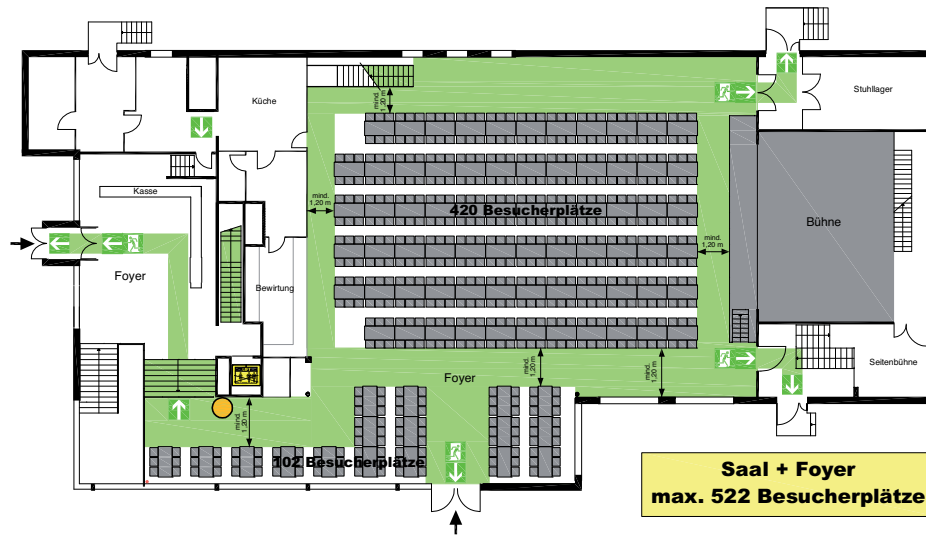 Küche
Stuhllager
mind.
1,20 m
Kasse
mind.
1,20 m
420 Besucherplätze
Bühne
mind.
1,20 m
Foyer
Bewirtung
mind.
1,20 m
mind.
1,20 m
Seitenbühne
Foyer
mind.
1,20 m
102 Besucherplätze
Saal + Foyer
max. 522 Besucherplätze